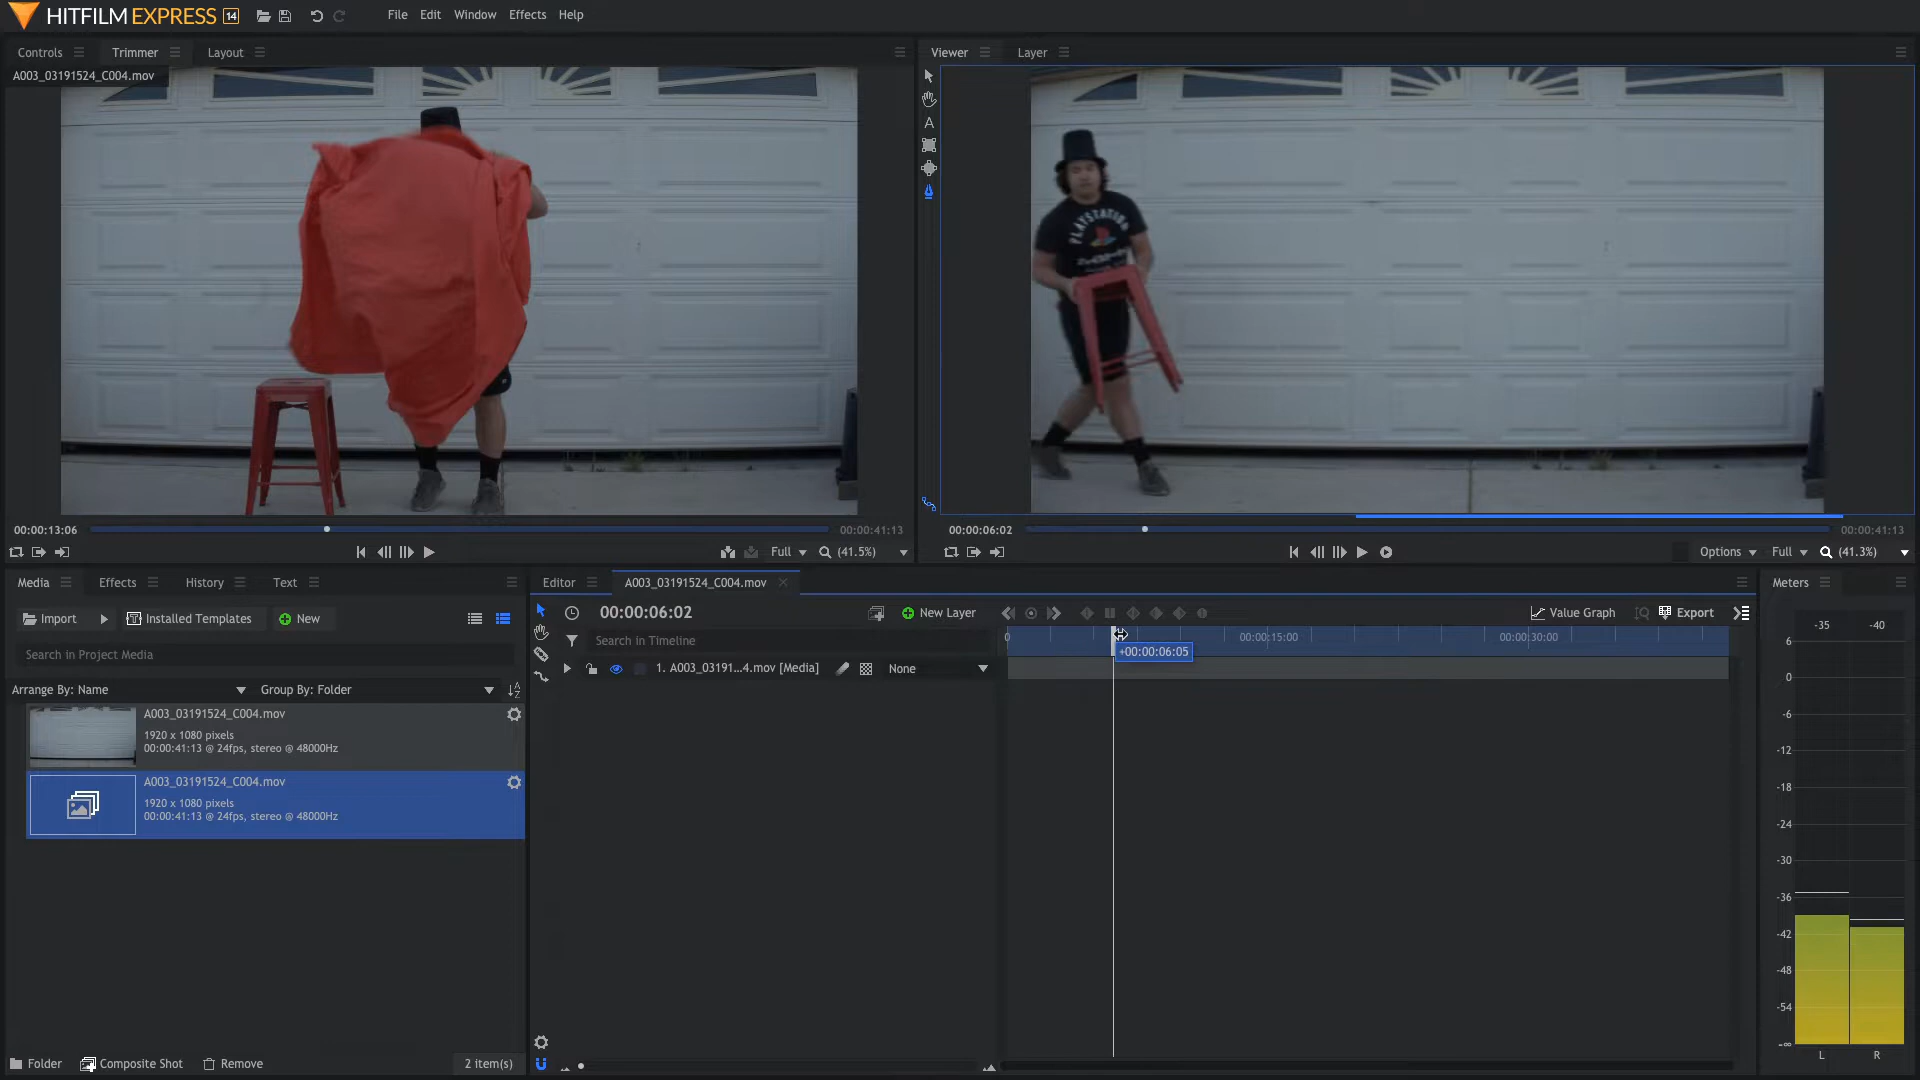 HITFILM EXPRESS 14
File Edit Window Effects Help
Controls Trimmer Layout
Viewer Layer
A003_03191524_C004.mov
PLAYSTATION
00:00:13:06 00:00:41:13
00:00:06:02 00:00:41:13
Full (41.5%)
Options Full (41.3%)
Media Effects History Text
Editor A003_03191524_C004.mov
Meters
Import Installed Templates New
00:00:06:02 New Layer Value Graph Export
Search in Project Media
Search in Timeline
0 00:00:15:00 00:00:30:00
+00:00:06:05
1. A003_03191...4.mov [Media] None
Arrange By: Name Group By: Folder
A003_03191524_C004.mov
1920 x 1080 pixels
00:00:41:13 @ 24fps, stereo @ 48000Hz
A003_03191524_C004.mov
1920 x 1080 pixels
00:00:41:13 @ 24fps, stereo @ 48000Hz
-35 -40
6
0
-6
-12
-18
-24
-30
-36
-42
-48
-54
-∞
L R
Folder Composite Shot Remove 2 item(s)